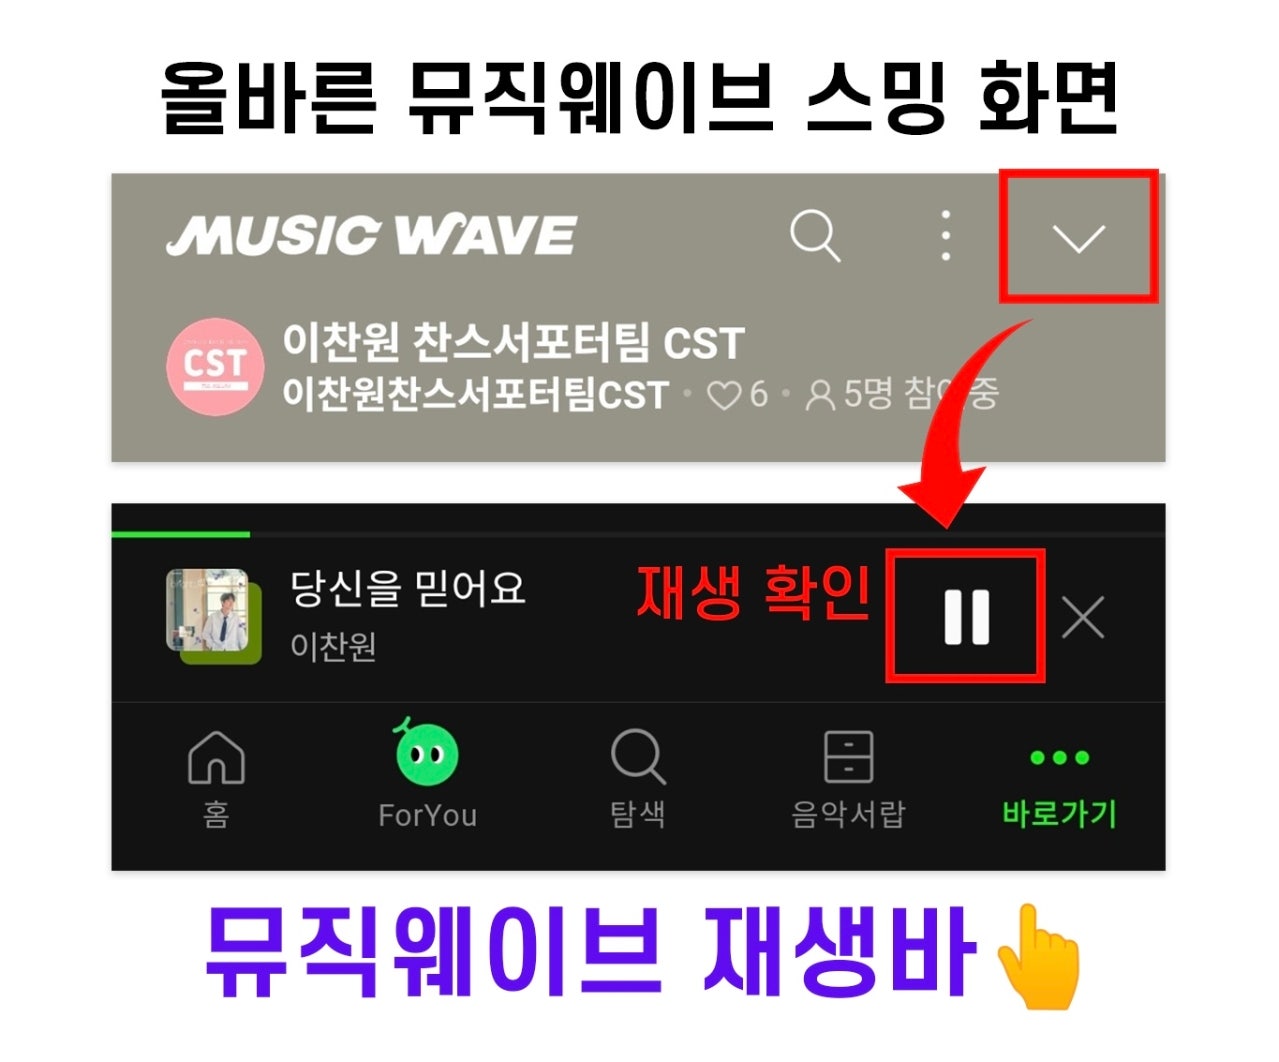 올바른 뮤직웨이브 스밍 화면
MUSIC WAVE
CST
이찬원 찬스서포터팀 CST
이찬원찬스서포터팀CST · 6 · 5명 참여중
당신을 믿어요
이찬원
재생 확인
홈
ForYou
탐색
음악서랍
바로가기
뮤직웨이브 재생바